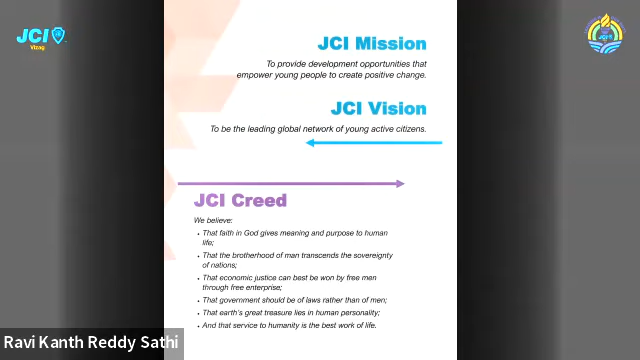 JCI
Vizag
JCI Mission
To provide development opportunities that
empower young people to create positive change.
JCI Vision
To be the leading global network of young active citizens.
JCI Creed
We believe:
• That faith in God gives meaning and purpose to human
life;
• That the brotherhood of man transcends the sovereignty
of nations;
• That economic justice can best be won by free men
through free enterprise;
• That government should be of laws rather than of men;
• That earth's great treasure lies in human personality;
• And that service to humanity is the best work of life.
Ravi Kanth Reddy Sathi